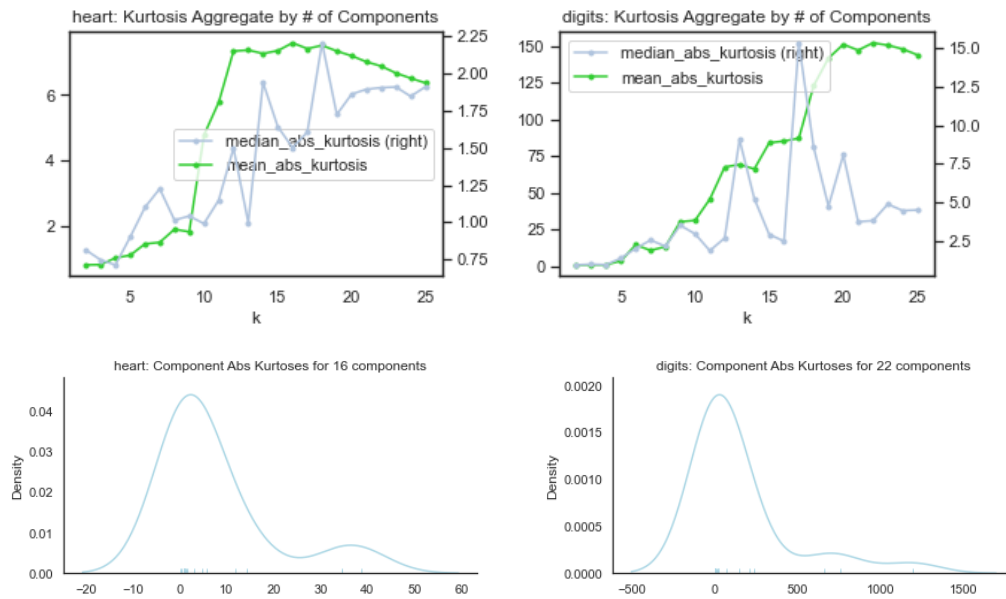 heart: Kurtosis Aggregate by # of Components
median_abs_kurtosis (right)
mean_abs_kurtosis
6
4
2
2.25
2.00
1.75
1.50
1.25
1.00
0.75
5 10 15 20 25
k
digits: Kurtosis Aggregate by # of Components
median_abs_kurtosis (right)
mean_abs_kurtosis
150
125
100
75
50
25
0
15.0
12.5
10.0
7.5
5.0
2.5
5 10 15 20 25
k
heart: Component Abs Kurtoses for 16 components
Density
0.04
0.03
0.02
0.01
0.00
−20 −10 0 10 20 30 40 50 60
digits: Component Abs Kurtoses for 22 components
Density
0.0020
0.0015
0.0010
0.0005
0.0000
−500 0 500 1000 1500